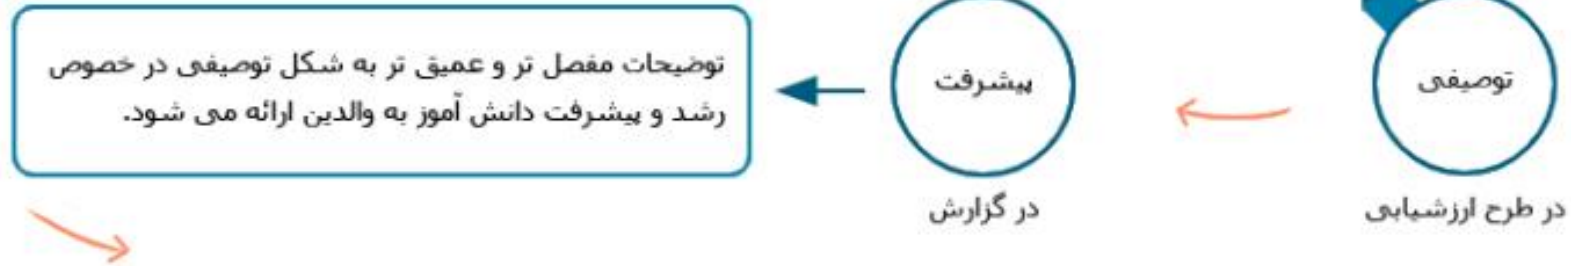 توصیفی
در طرح ارزشیابی
پیشرفت
در گزارش
توضیحات مفصل تر و عمیق تر به شکل توصیفی در خصوص
رشد و پیشرفت دانش آموز به والدین ارائه می شود.